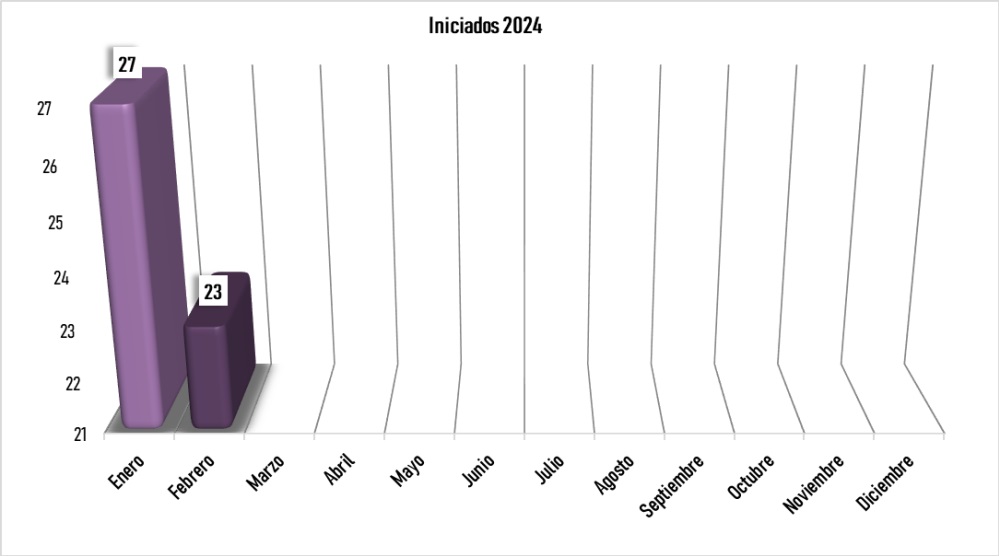 Iniciados 2024
27
27
26
25
24
23
23
22
21
Enero
Febrero
Marzo
Abril
Mayo
Junio
Julio
Agosto
Septiembre
Octubre
Noviembre
Diciembre